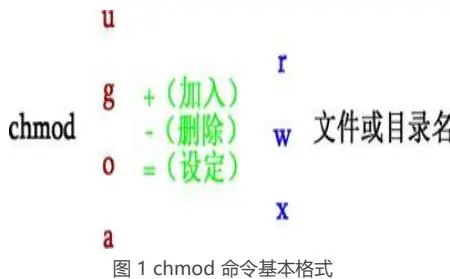 u
g
o
a
chmod
+（加入）
-（删除）
=（设定）
r
w
x
文件或目录名
图 1 chmod 命令基本格式